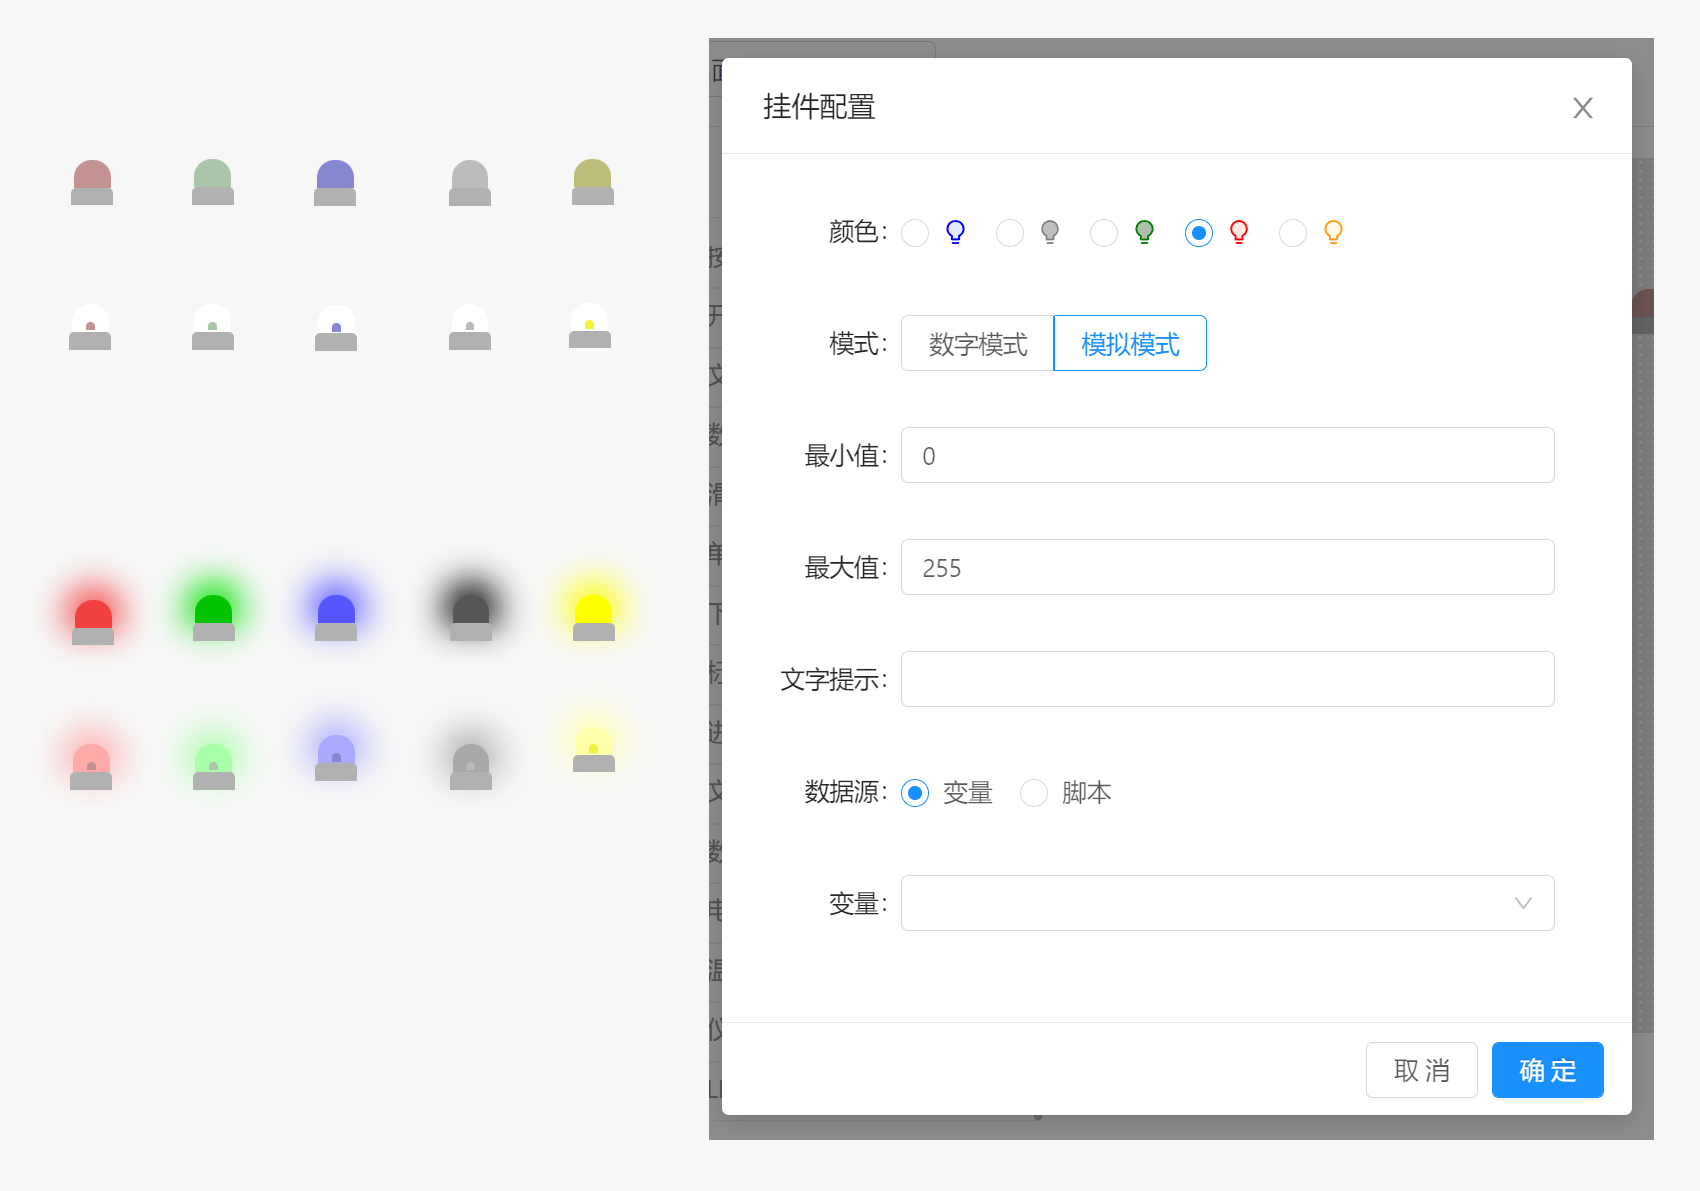 挂件配置
颜色:
模式: 数字模式 模拟模式
最小值: 0
最大值: 255
文字提示:
数据源: 变量 脚本
变量:
取消 确定